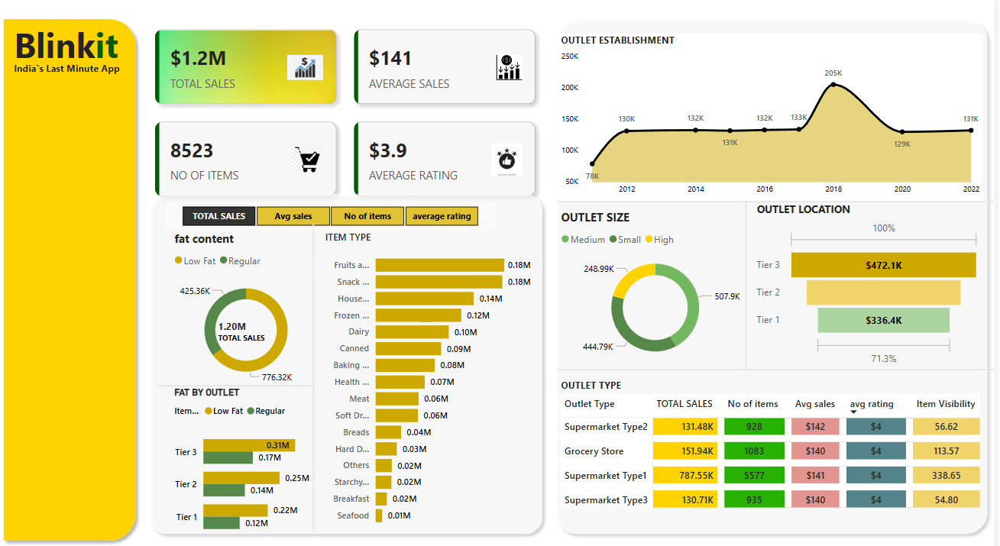 Blinkit
India`s Last Minute App
$1.2M
TOTAL SALES
$141
AVERAGE SALES
8523
NO OF ITEMS
$3.9
AVERAGE RATING
TOTAL SALES
Avg sales
No of items
average rating
fat content
Low Fat Regular
425.36K
1.20M
TOTAL SALES
776.32K
FAT BY OUTLET
Item... Low Fat Regular
Tier 3 0.31M
0.17M
Tier 2 0.25M
0.14M
Tier 1 0.22M
0.12M
ITEM TYPE
Fruits a... 0.18M
Snack ... 0.18M
House... 0.14M
Frozen ... 0.12M
Dairy 0.10M
Canned 0.09M
Baking ... 0.08M
Health ... 0.07M
Meat 0.06M
Soft Dr... 0.06M
Breads 0.04M
Hard D... 0.03M
Others 0.02M
Starchy... 0.02M
Breakfast 0.02M
Seafood 0.01M
OUTLET ESTABLISHMENT
250K
200K
150K
100K
50K
78K
130K
132K
131K
132K
133K
205K
129K
131K
2012 2014 2016 2018 2020 2022
OUTLET SIZE
Medium Small High
248.99K
507.9K
444.79K
OUTLET LOCATION
100%
Tier 3 $472.1K
Tier 2
Tier 1 $336.4K
71.3%
OUTLET TYPE
Outlet Type TOTAL SALES No of items Avg sales avg rating Item Visibility
Supermarket Type2 131.48K 928 $142 $4 56.62
Grocery Store 151.94K 1083 $140 $4 113.57
Supermarket Type1 787.55K 5577 $141 $4 338.65
Supermarket Type3 130.71K 935 $140 $4 54.80